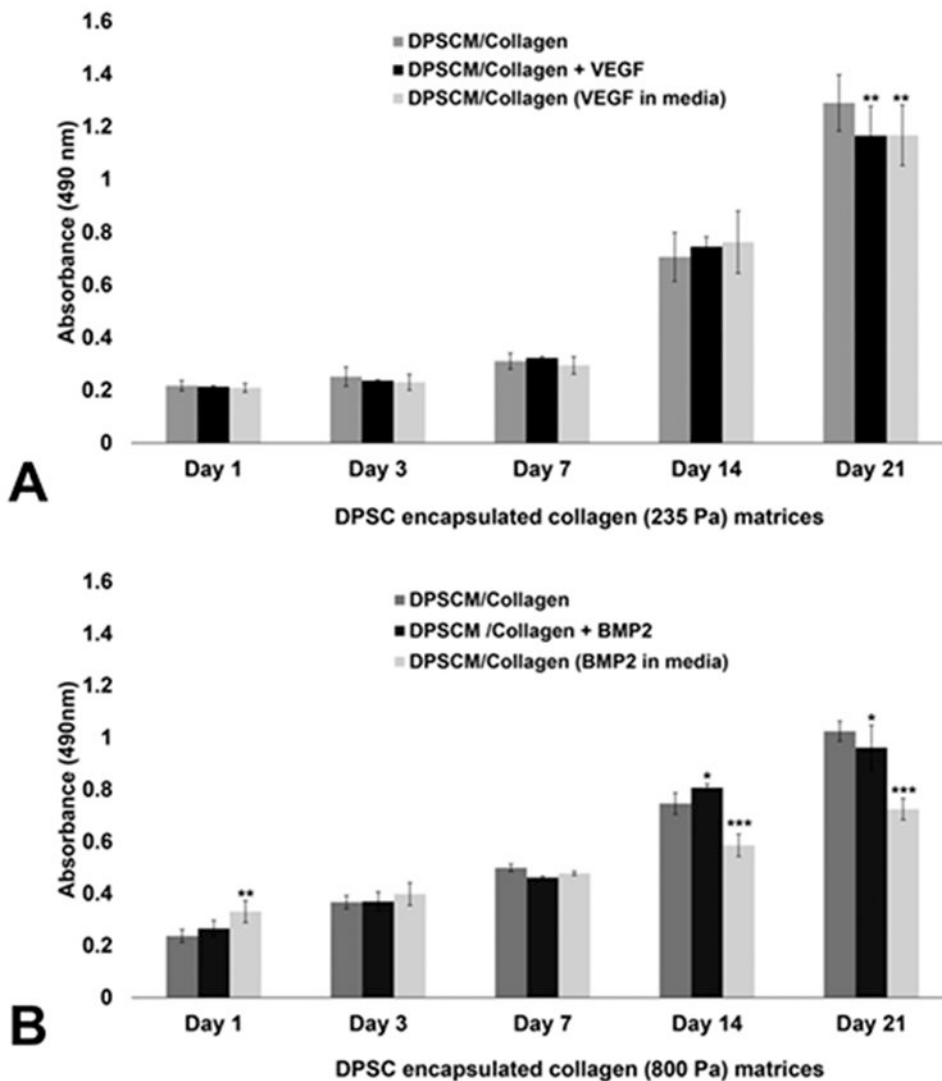 1.6
1.4
1.2
1
0.8
0.6
0.4
0.2
0
Absorbance (490 nm)
DPSCM/Collagen
DPSCM/Collagen + VEGF
DPSCM/Collagen (VEGF in media)
** **
Day 1 Day 3 Day 7 Day 14 Day 21
A
DPSC encapsulated collagen (235 Pa) matrices
1.6
1.4
1.2
1
0.8
0.6
0.4
0.2
0
Absorbance (490nm)
DPSCM/Collagen
DPSCM /Collagen + BMP2
DPSCM/Collagen (BMP2 in media)
** * *** * ***
Day 1 Day 3 Day 7 Day 14 Day 21
B
DPSC encapsulated collagen (800 Pa) matrices